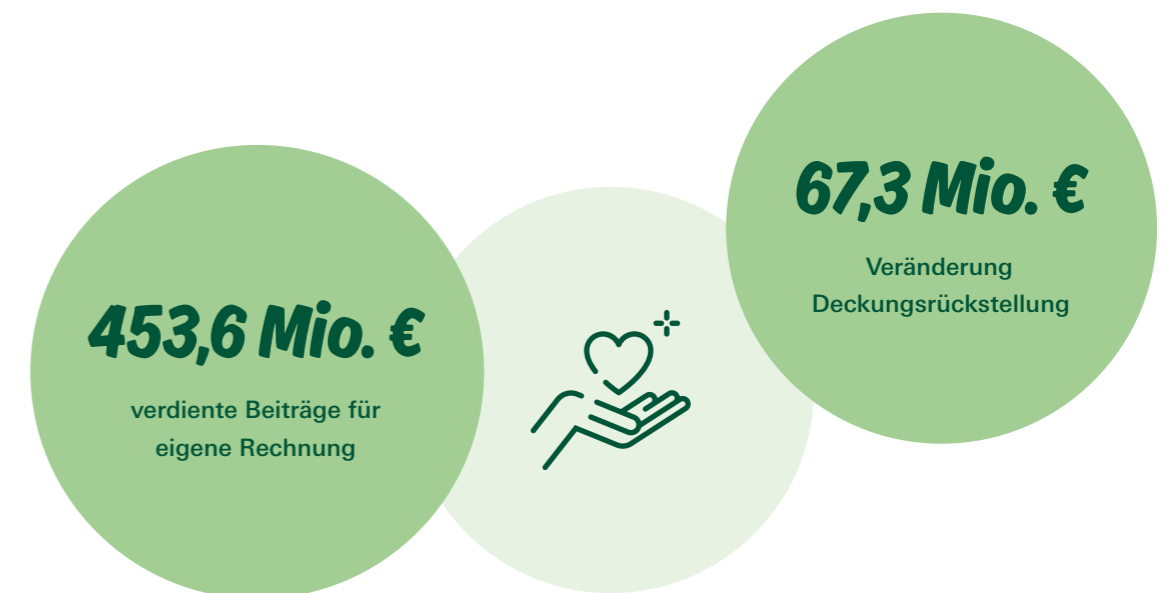 453,6 Mio. €
verdiente Beiträge für
eigene Rechnung
67,3 Mio. €
Veränderung
Deckungsrückstellung